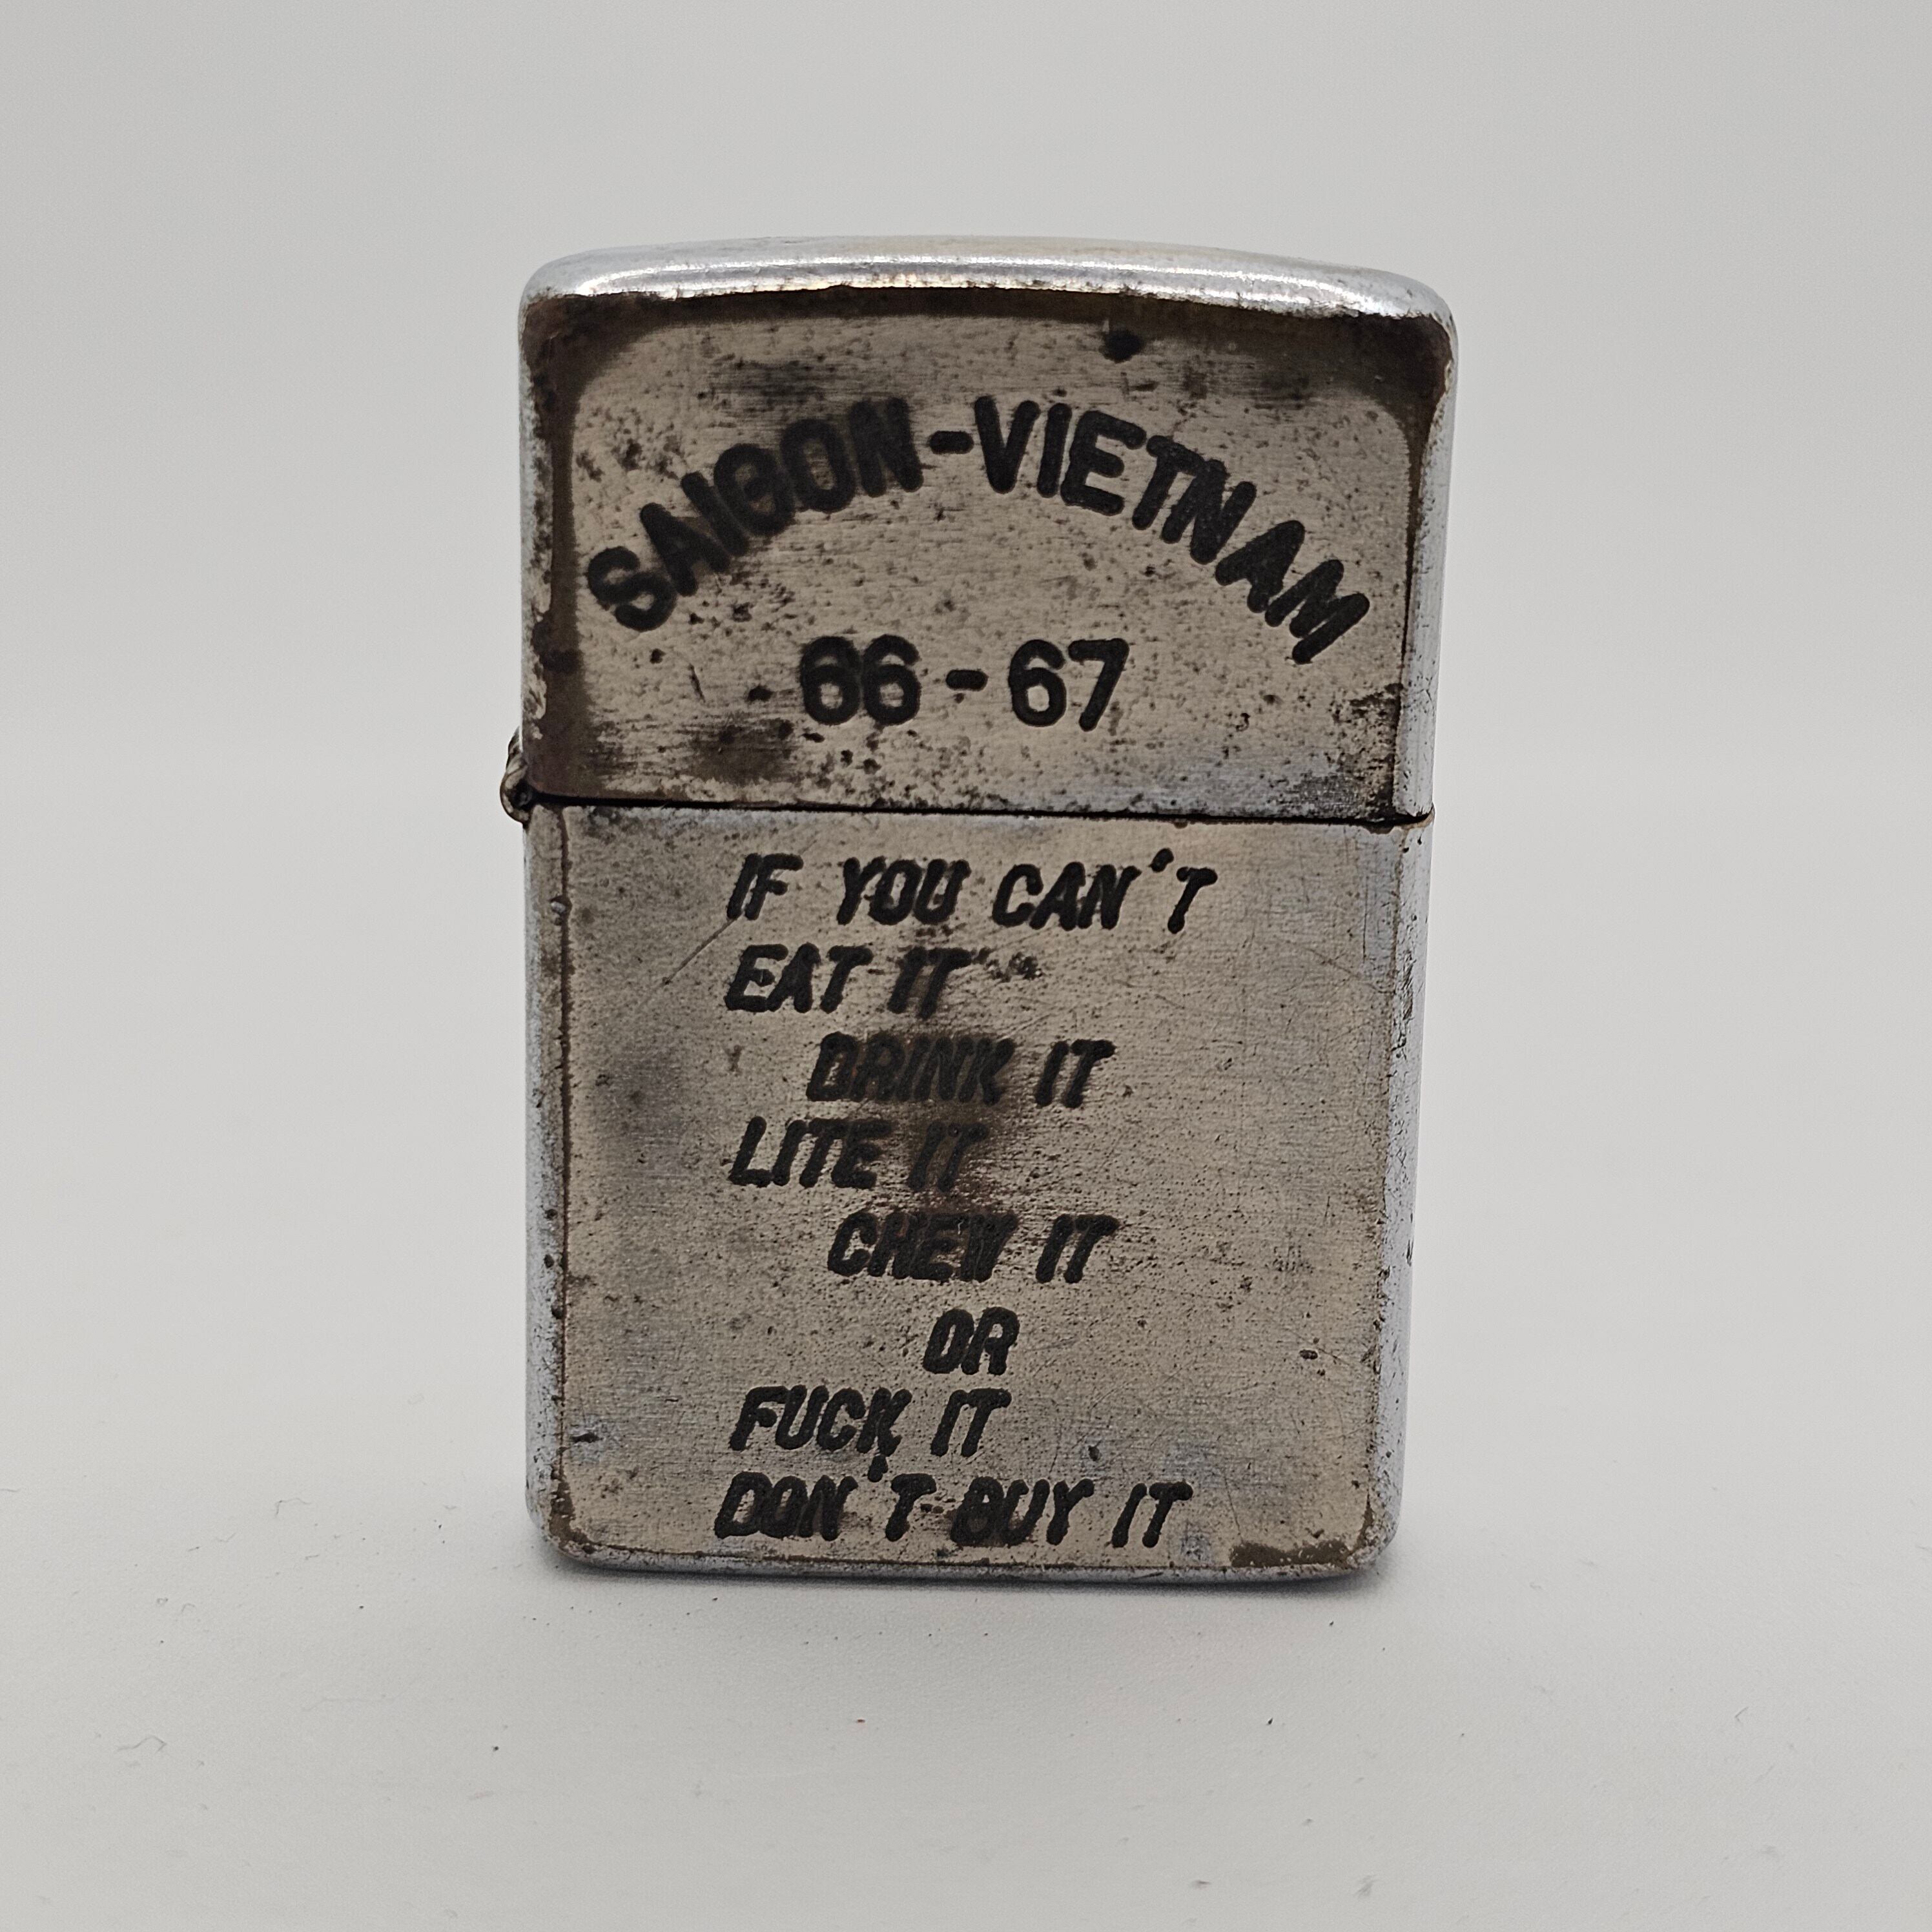 SAIGON-VIETNAM
66-67
IF YOU CAN'T
EAT IT
DRINK IT
LITE IT
CHEW IT
OR
FUCK IT
DON'T BUY IT